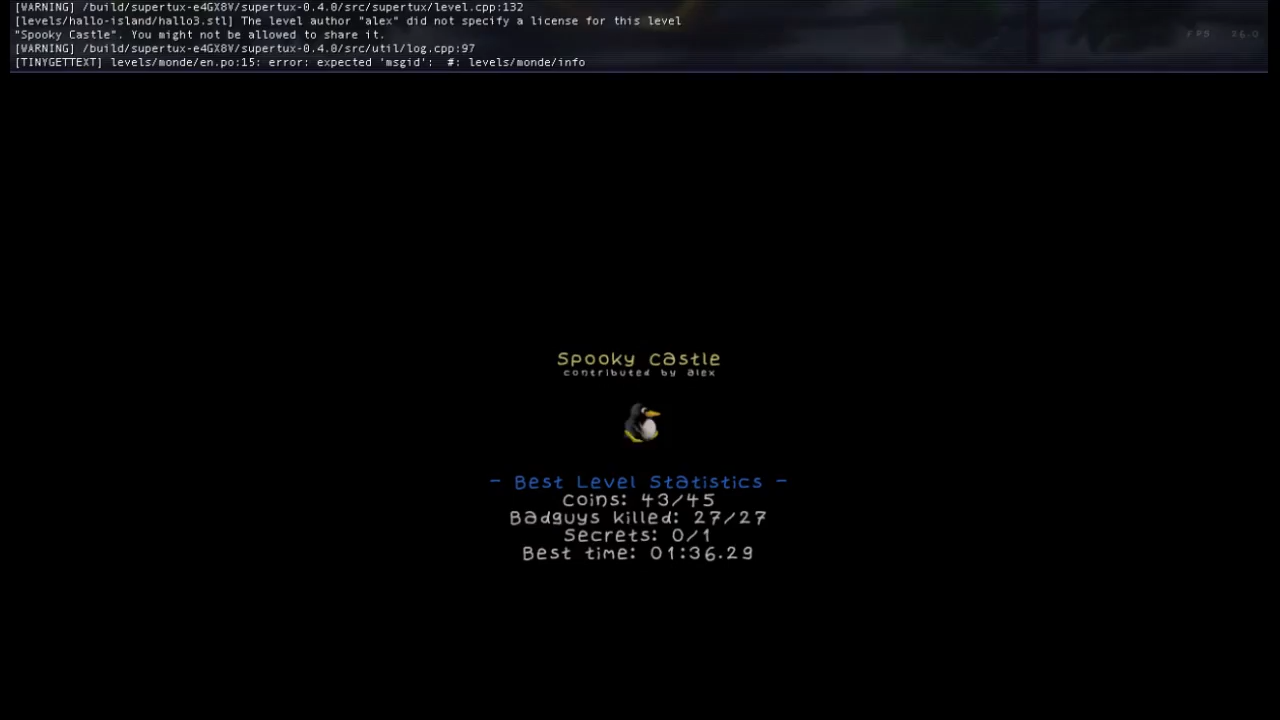 [WARNING] /build/supertux-e4GX8V/supertux-0.4.0/src/supertux/level.cpp:132
[levels/hallo-island/hallo3.stl] The level author "alex" did not specify a license for this level
"Spooky Castle". You might not be allowed to share it.
[WARNING] /build/supertux-e4GX8V/supertux-0.4.0/src/util/log.cpp:97
[TINYGETTEXT] levels/monde/en.po:15: error: expected 'msgid':  #: levels/monde/info
FPS 26.0
Spooky Castle
contributed by alex
- Best Level Statistics -
Coins: 43/45
Badguys killed: 27/27
Secrets: 0/1
Best time: 01:36.29